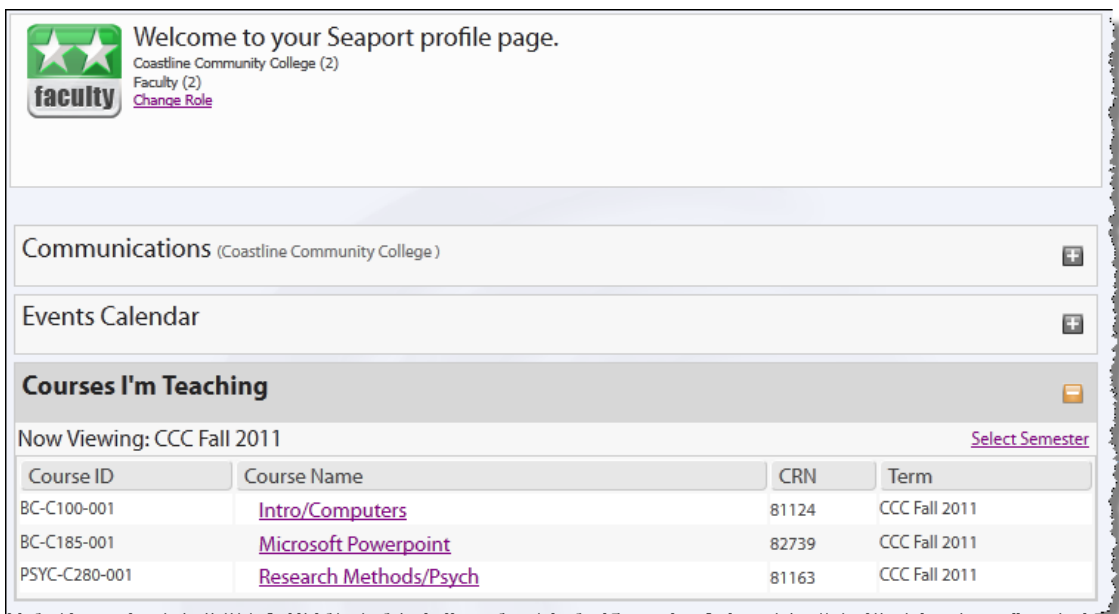 faculty
Welcome to your Seaport profile page.
Coastline Community College (2)
Faculty (2)
Change Role
Communications (Coastline Community College )
Events Calendar
Courses I'm Teaching
Now Viewing: CCC Fall 2011 Select Semester
Course ID Course Name CRN Term
BC-C100-001 Intro/Computers 81124 CCC Fall 2011
BC-C185-001 Microsoft Powerpoint 82739 CCC Fall 2011
PSYC-C280-001 Research Methods/Psych 81163 CCC Fall 2011